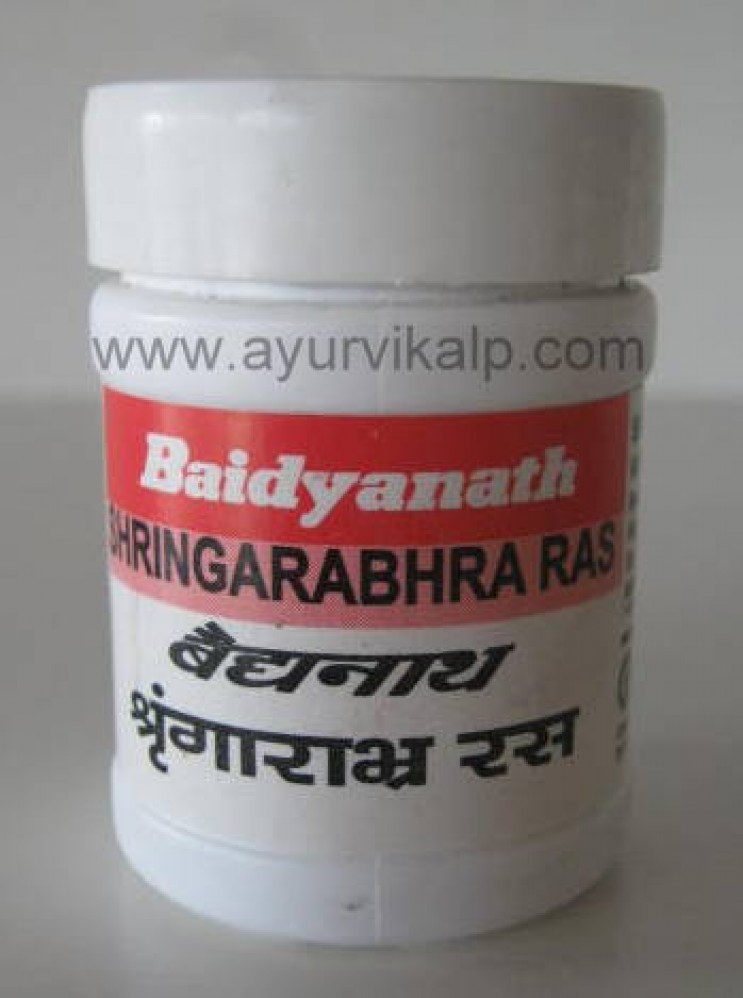 www.ayurvikalp.com
Baidyanath
SHRINGARABHRA RAS
बैद्यनाथ
श्रृंगाराभ्र रस